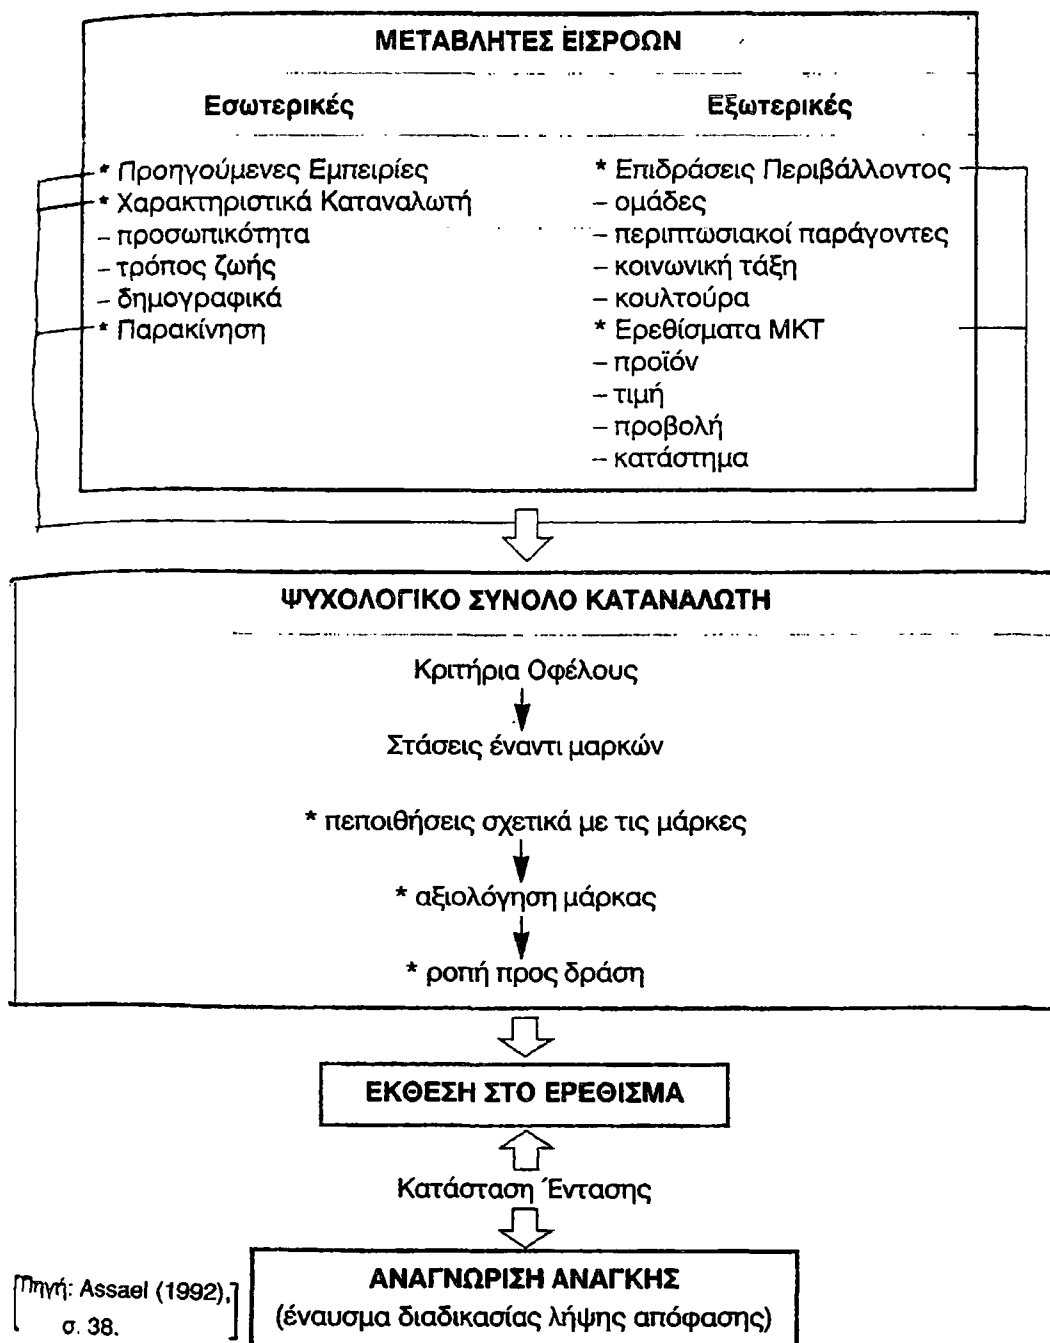 ΜΕΤΑΒΛΗΤΕΣ ΕΙΣΡΟΩΝ
Εσωτερικές
* Προηγούμενες Εμπειρίες
* Χαρακτηριστικά Καταναλωτή
– προσωπικότητα
– τρόπος ζωής
– δημογραφικά
* Παρακίνηση
Εξωτερικές
* Επιδράσεις Περιβάλλοντος
– ομάδες
– περιπτωσιακοί παράγοντες
– κοινωνική τάξη
– κουλτούρα
* Ερεθίσματα ΜΚΤ
– προϊόν
– τιμή
– προβολή
– κατάστημα
ΨΥΧΟΛΟΓΙΚΟ ΣΥΝΟΛΟ ΚΑΤΑΝΑΛΩΤΗ
Κριτήρια Οφέλους
Στάσεις έναντι μαρκών
* πεποιθήσεις σχετικά με τις μάρκες
* αξιολόγηση μάρκας
* ροπή προς δράση
ΕΚΘΕΣΗ ΣΤΟ ΕΡΕΘΙΣΜΑ
Κατάσταση Έντασης
ΑΝΑΓΝΩΡΙΣΗ ΑΝΑΓΚΗΣ
(έναυσμα διαδικασίας λήψης απόφασης)
[Πηγή: Assael (1992),
σ. 38.]